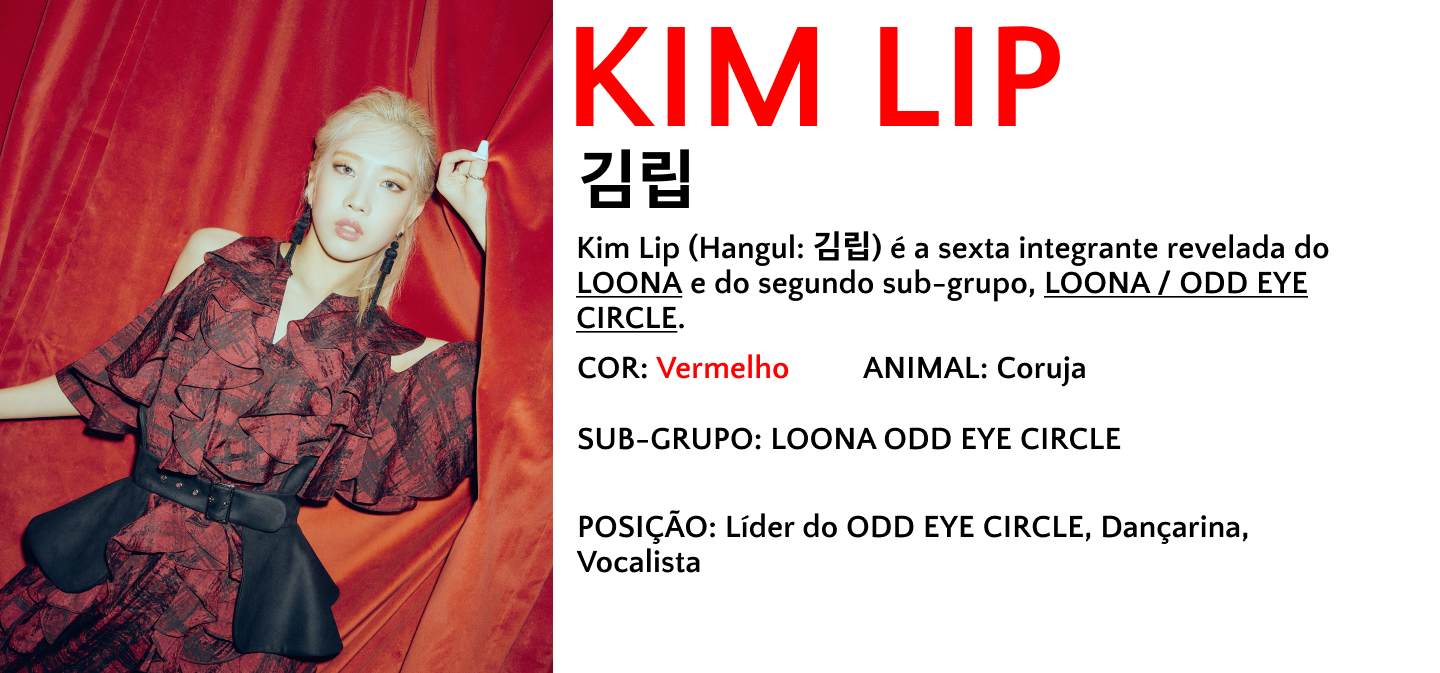 KIM LIP
김립
Kim Lip (Hangul: 김립) é a sexta integrante revelada do
LOONA e do segundo sub-grupo, LOONA / ODD EYE
CIRCLE.
COR: Vermelho ANIMAL: Coruja
SUB-GRUPO: LOONA ODD EYE CIRCLE
POSIÇÃO: Líder do ODD EYE CIRCLE, Dançarina,
Vocalista